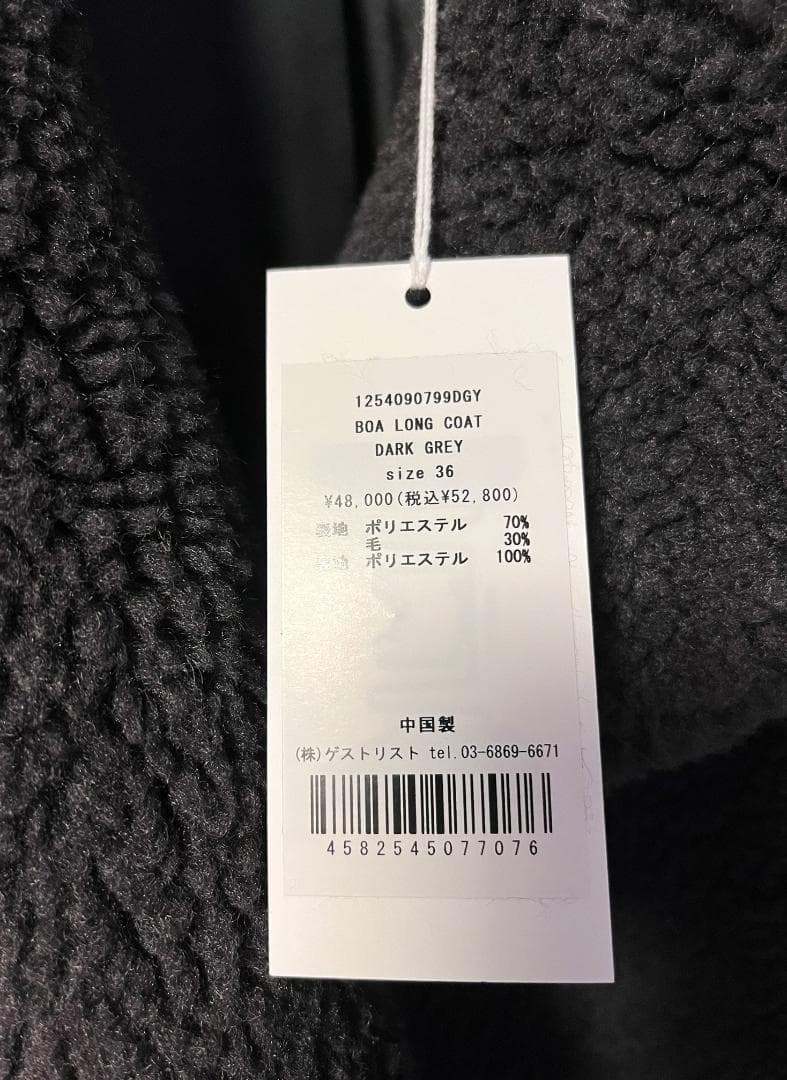 1254090799DGY
BOA LONG COAT
DARK GREY
size 36
¥48,000(税込¥52,800)
表地 ポリエステル 70%
毛 30%
ポリエステル 100%
中国製
(株)ゲストリスト tel.03-6869-6671
4582545077076